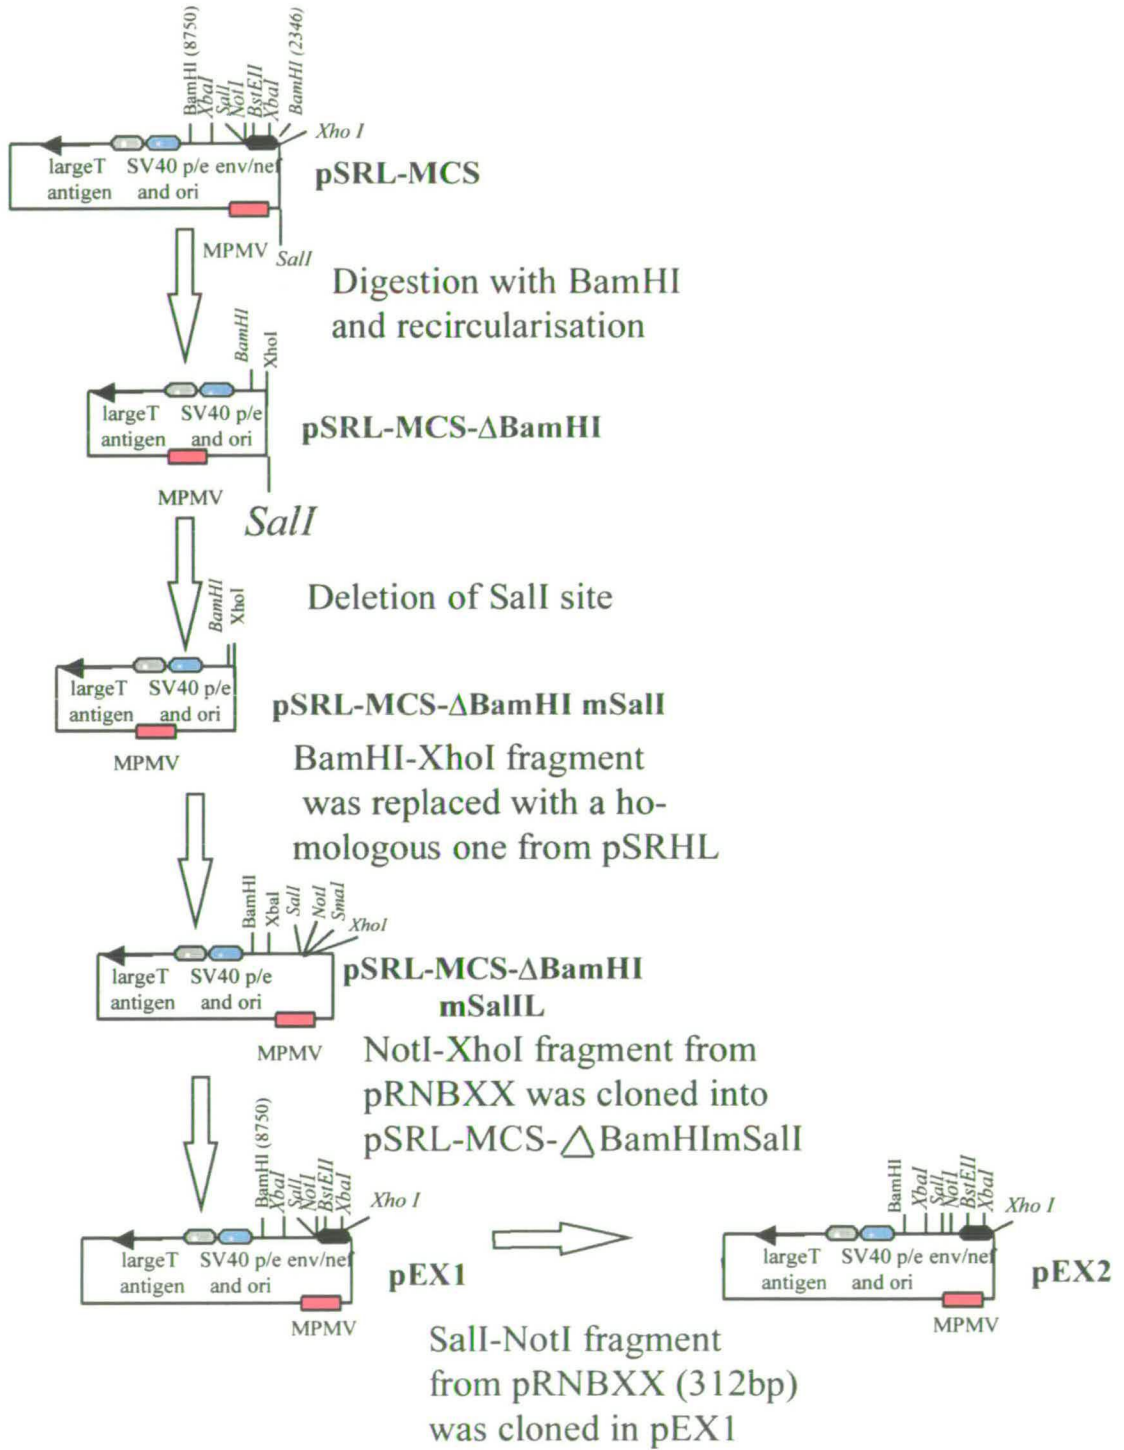 BamHI (8750)
XbaI
SalI
Not1
BstEII
XbaI
BamHI (2346)
Xho I
largeT
antigen
SV40 p/e
and ori
env/nef
pSRL-MCS
MPMV
SalI
Digestion with BamHI
and recircularisation
BamHI
XhoI
largeT
antigen
SV40 p/e
and ori
pSRL-MCS-ΔBamHI
MPMV
SalI
Deletion of SalI site
BamHI
XhoI
largeT
antigen
SV40 p/e
and ori
pSRL-MCS-ΔBamHI mSalI
MPMV
BamHI-XhoI fragment
was replaced with a ho-
mologous one from pSRHL
BamHI
XbaI
SalI
NotI
SmaI
XhoI
largeT
antigen
SV40 p/e
and ori
pSRL-MCS-ΔBamHI
mSalIL
MPMV
NotI-XhoI fragment from
pRNBXX was cloned into
pSRL-MCS-△BamHImSalI
BamHI (8750)
XbaI
SalI
Not1
BstEII
XbaI
Xho I
largeT
antigen
SV40 p/e
and ori
env/nef
pEX1
MPMV
BamHI
XbaI
SalI
Not1
BstEII
XbaI
Xho I
largeT
antigen
SV40 p/e
and ori
env/nef
pEX2
MPMV
SalI-NotI fragment
from pRNBXX (312bp)
was cloned in pEX1